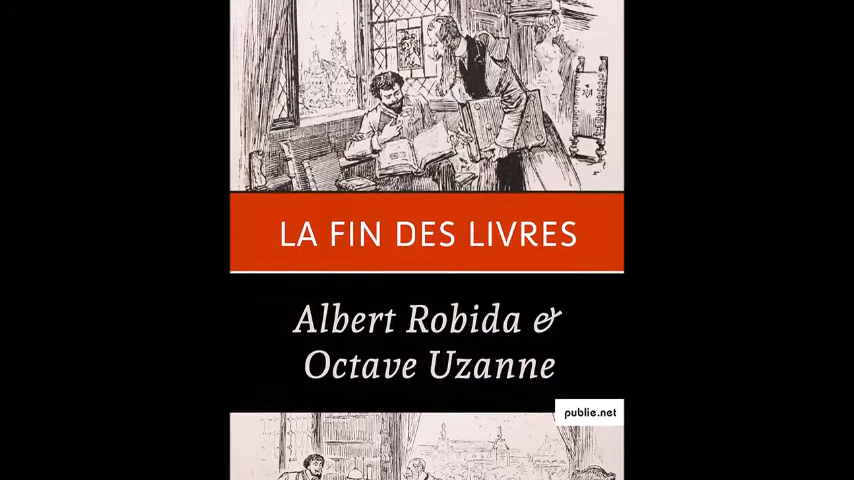 LA FIN DES LIVRES
Albert Robida &
Octave Uzanne
publie.net